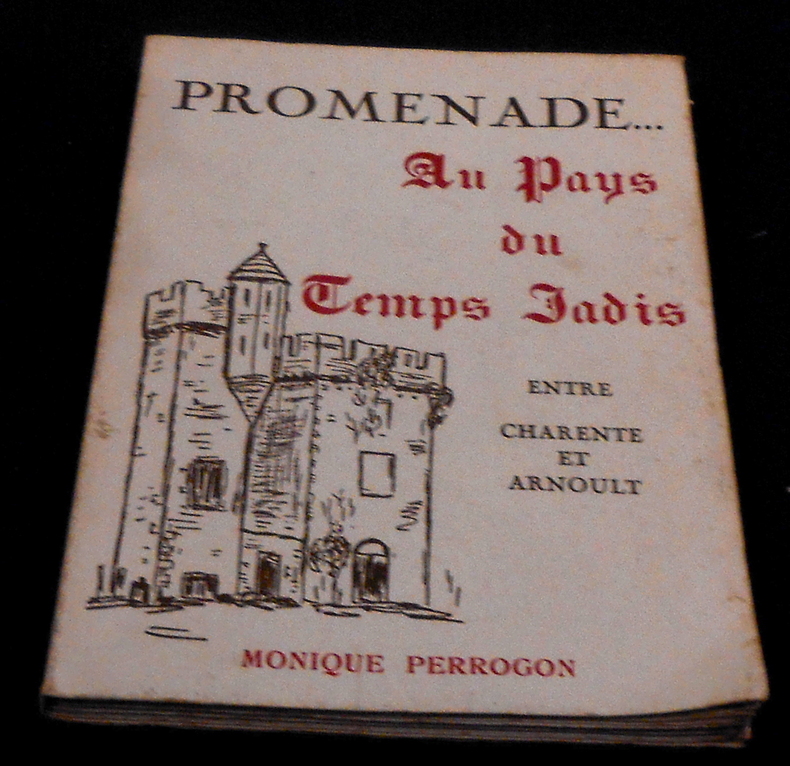 PROMENADE...
Au Pays
du
Temps Jadis
ENTRE
CHARENTE
ET
ARNOULT
MONIQUE PERROGON